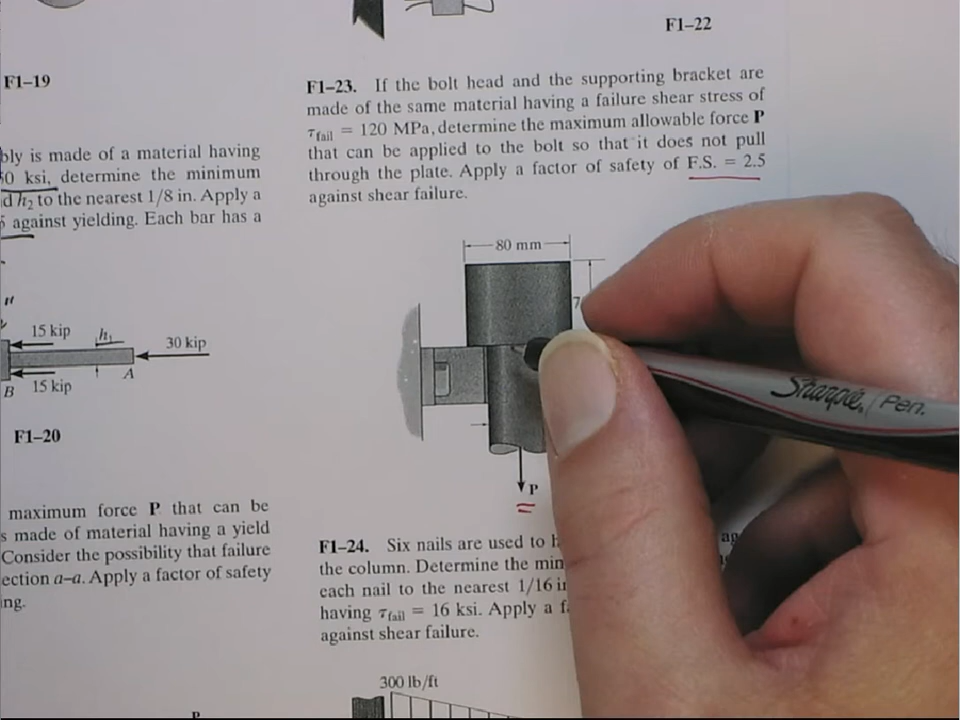 F1–19
bly is made of a material having
50 ksi, determine the minimum
d h2 to the nearest 1/8 in. Apply a
against yielding. Each bar has a
15 kip
h1
30 kip
A
B
15 kip
F1–20
maximum force P that can be
s made of material having a yield
Consider the possibility that failure
ection a–a. Apply a factor of safety
ng.
P
F1–22
F1–23. If the bolt head and the supporting bracket are
made of the same material having a failure shear stress of
τfail = 120 MPa, determine the maximum allowable force P
that can be applied to the bolt so that it does not pull
through the plate. Apply a factor of safety of F.S. = 2.5
against shear failure.
80 mm
7
P
F1–24. Six nails are used to h
the column. Determine the min
each nail to the nearest 1/16 i
having τfail = 16 ksi. Apply a f
against shear failure.
ag
300 lb/ft
Sharpie. Pen.